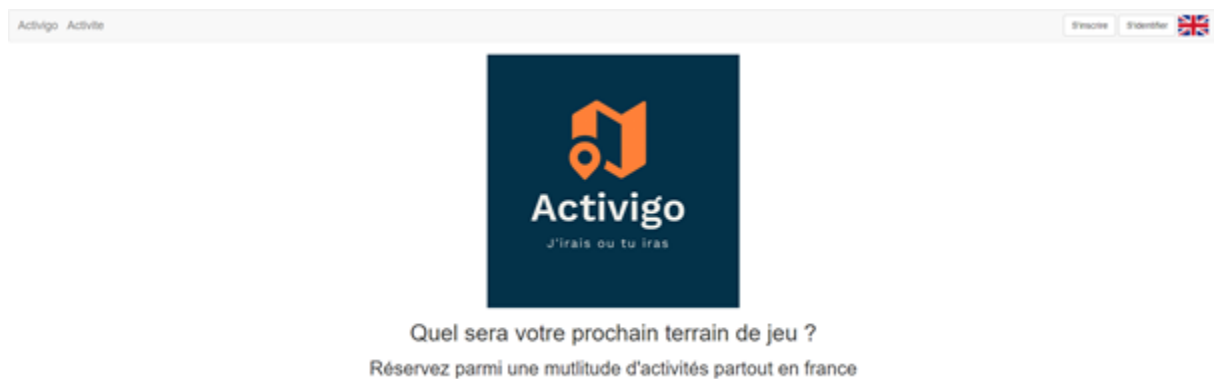 Activigo Activite S'inscrire S'identifier
Activigo
J'irais ou tu iras
Quel sera votre prochain terrain de jeu ?
Réservez parmi une mutlitude d'activités partout en france